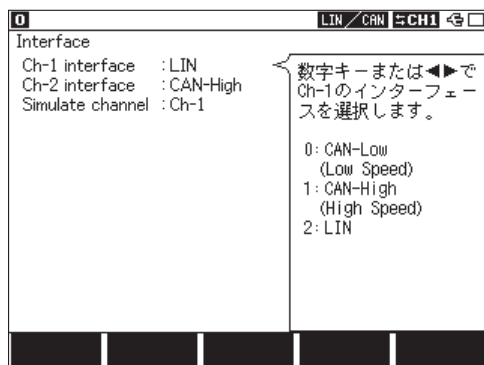 0 LIN/CAN ⇆CH1
Interface
Ch-1 interface :LIN
Ch-2 interface :CAN-High
Simulate channel :Ch-1
数字キーまたは◀▶で
Ch-1のインターフェー
スを選択します。
0: CAN-Low
(Low Speed)
1: CAN-High
(High Speed)
2: LIN